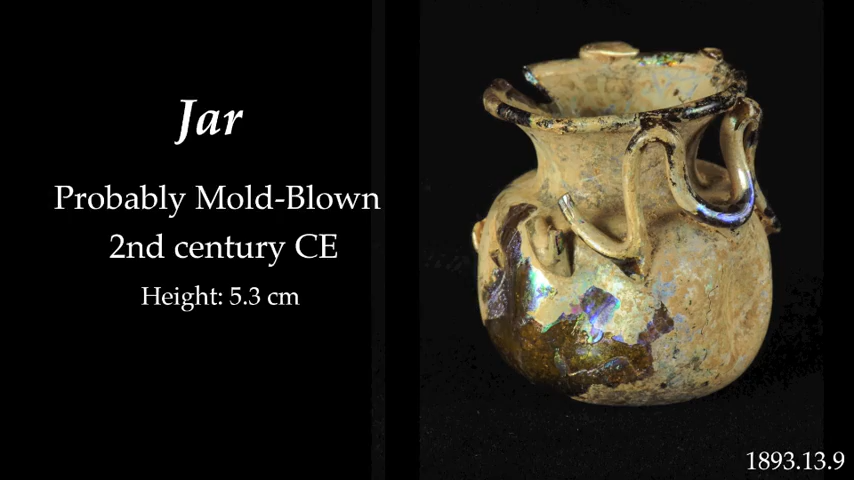 Jar
Probably Mold-Blown
2nd century CE
Height: 5.3 cm
1893.13.9